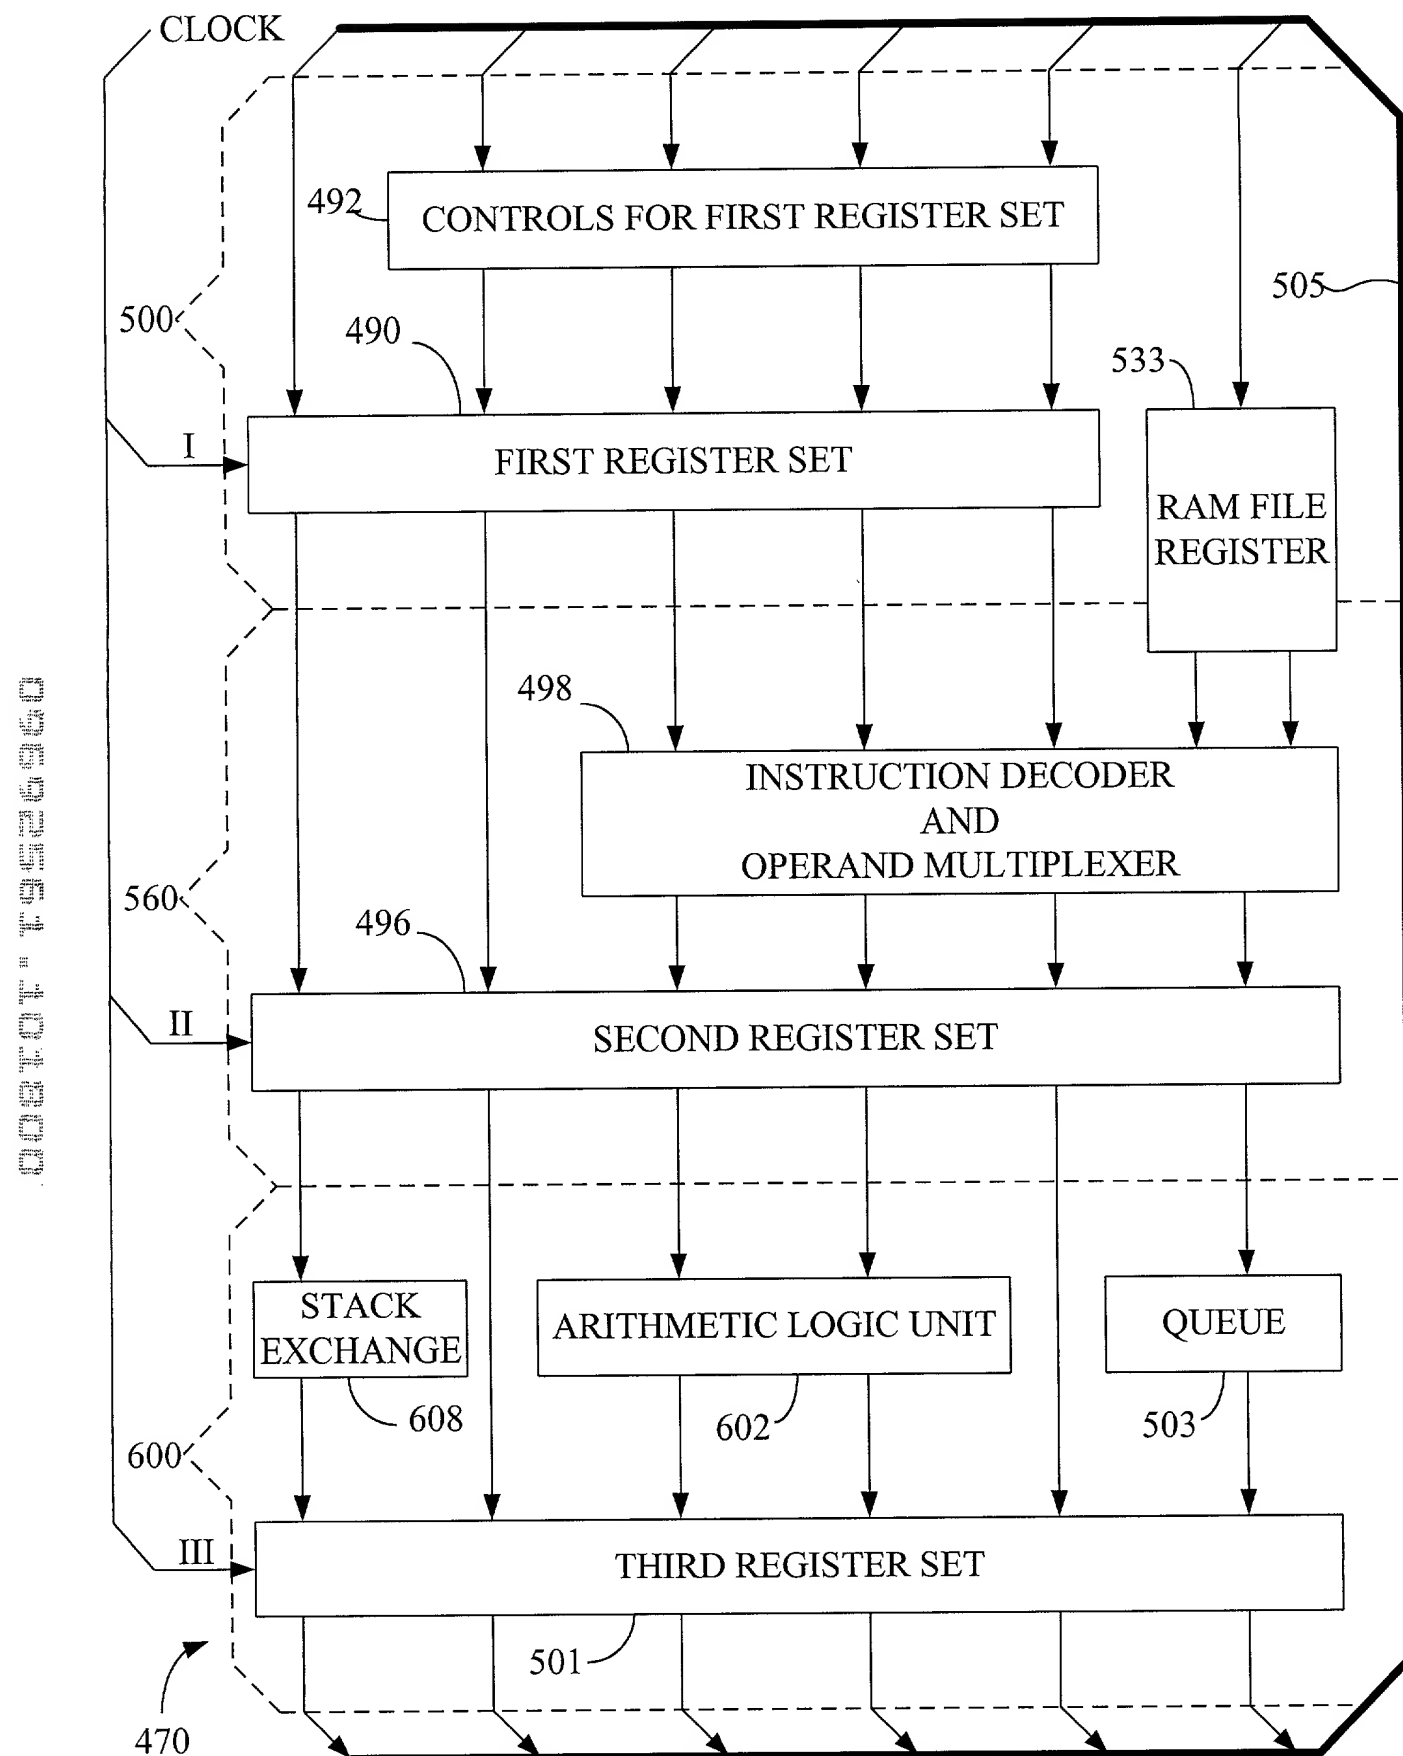 CLOCK
492
CONTROLS FOR FIRST REGISTER SET
505
500
490
533
I
FIRST REGISTER SET
RAM FILE
REGISTER
498
INSTRUCTION DECODER
AND
OPERAND MULTIPLEXER
560
496
II
SECOND REGISTER SET
STACK
EXCHANGE
ARITHMETIC LOGIC UNIT
QUEUE
608
602
503
600
III
THIRD REGISTER SET
501
470